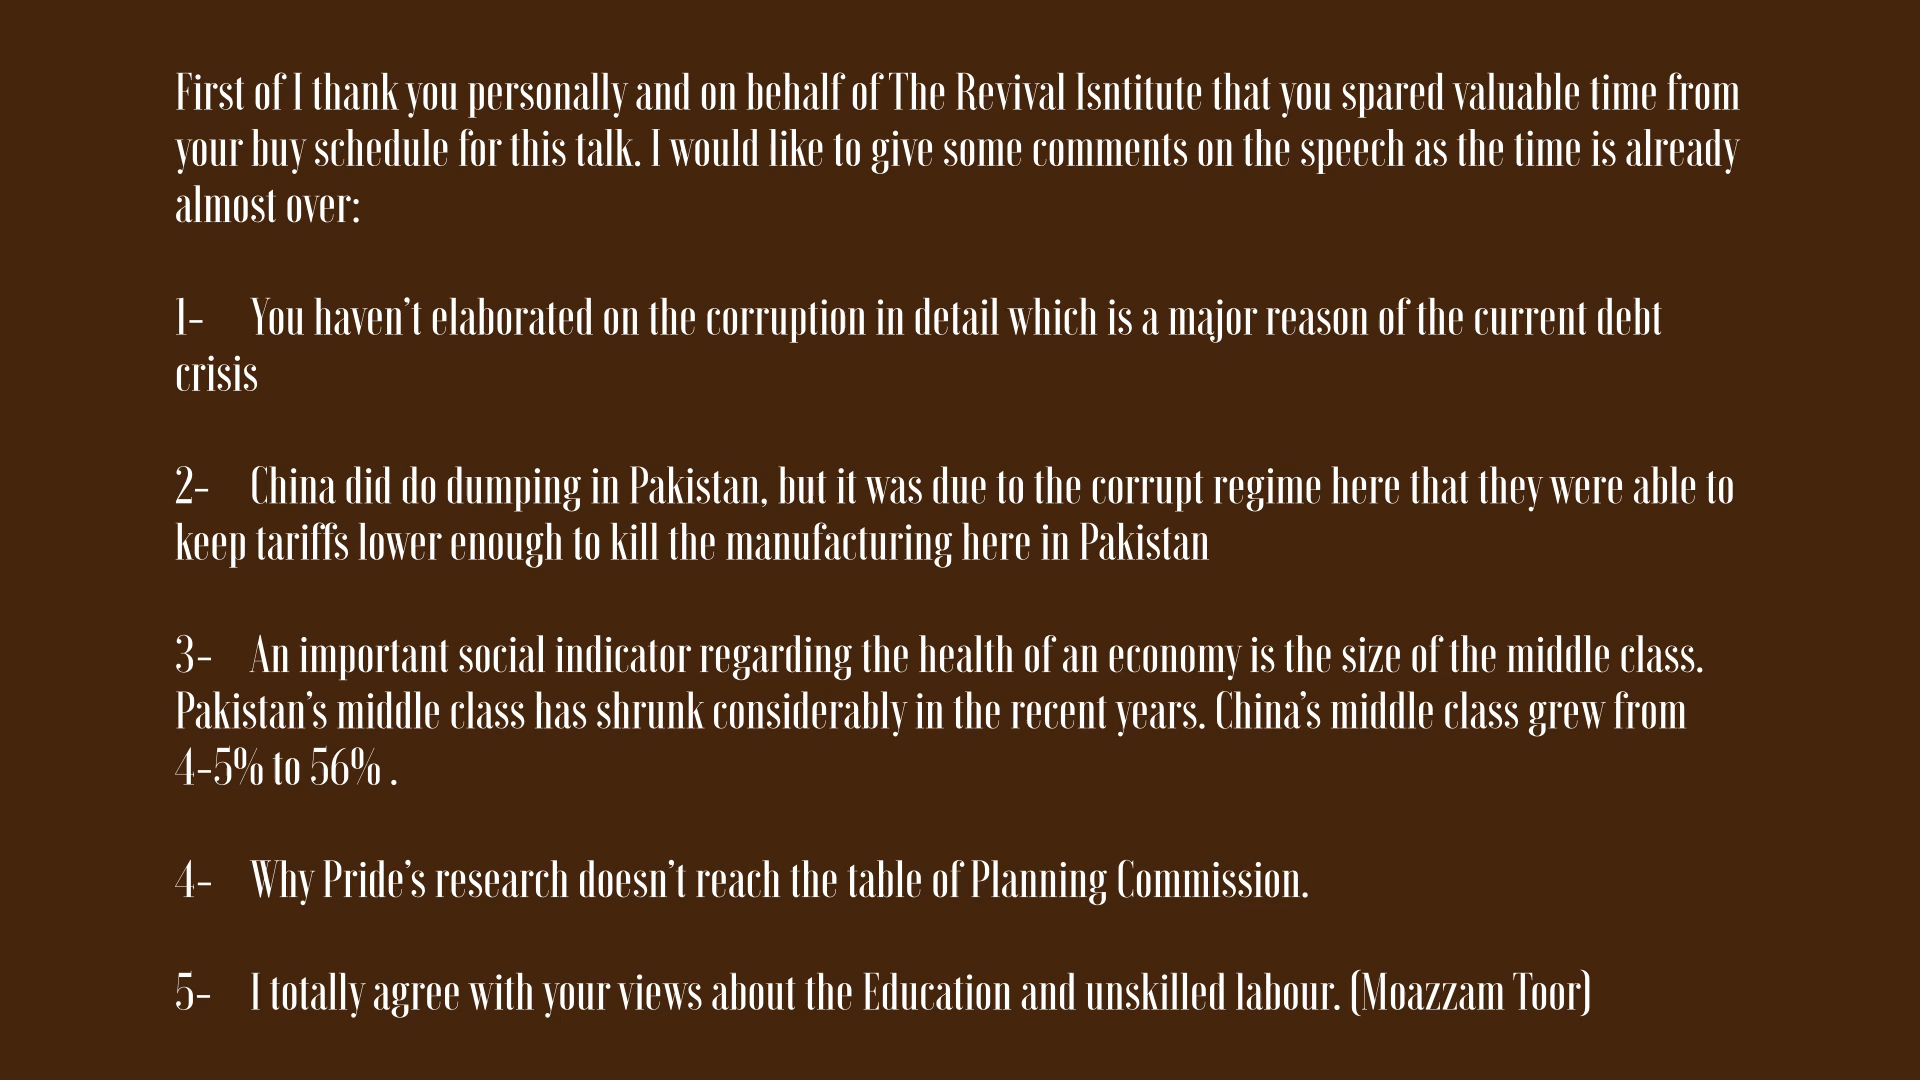 First of I thank you personally and on behalf of The Revival Isntitute that you spared valuable time from
your buy schedule for this talk. I would like to give some comments on the speech as the time is already
almost over:
1- You haven’t elaborated on the corruption in detail which is a major reason of the current debt
crisis
2- China did do dumping in Pakistan, but it was due to the corrupt regime here that they were able to
keep tariffs lower enough to kill the manufacturing here in Pakistan
3- An important social indicator regarding the health of an economy is the size of the middle class.
Pakistan’s middle class has shrunk considerably in the recent years. China’s middle class grew from
4-5% to 56% .
4- Why Pride’s research doesn’t reach the table of Planning Commission.
5- I totally agree with your views about the Education and unskilled labour. (Moazzam Toor)